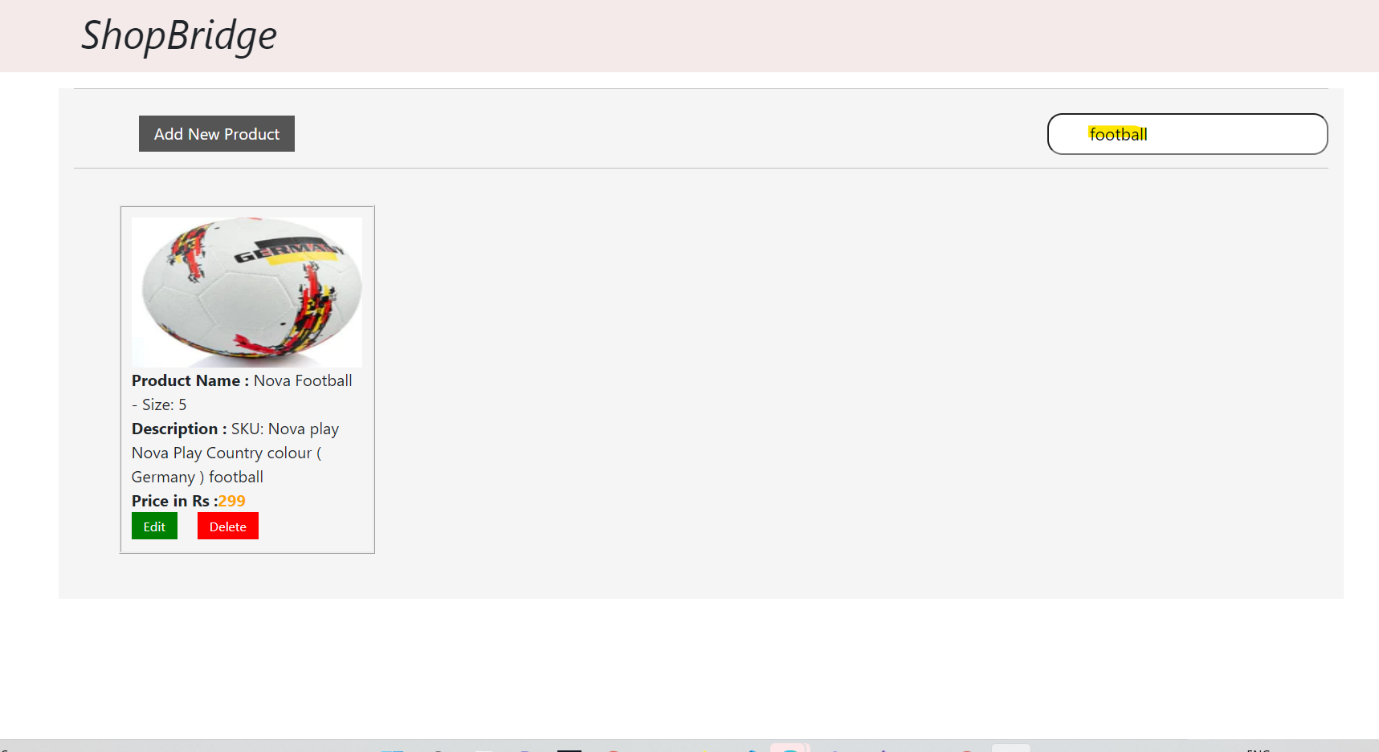 ShopBridge
Add New Product
football
GERMANY
Product Name : Nova Football
- Size: 5
Description : SKU: Nova play
Nova Play Country colour (
Germany ) football
Price in Rs :299
Edit Delete